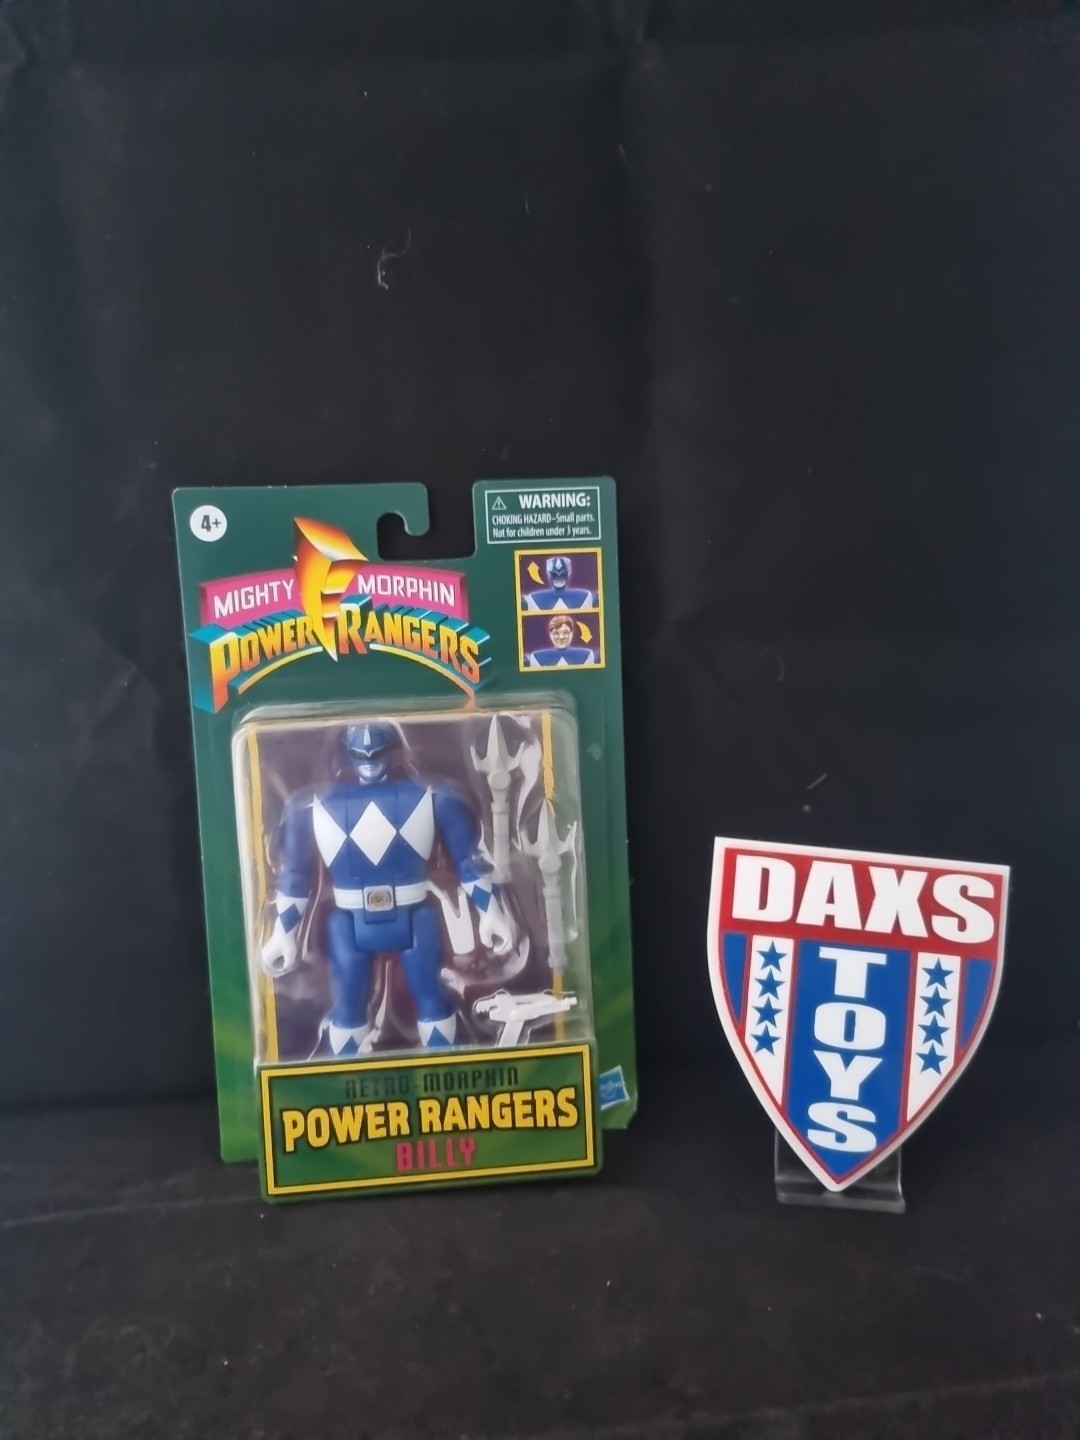 4+
WARNING:
CHOKING HAZARD–Small parts.
Not for children under 3 years.
MIGHTY MORPHIN
POWER RANGERS
RETRO-MORPHIN
POWER RANGERS
BILLY
DAXS
TOYS